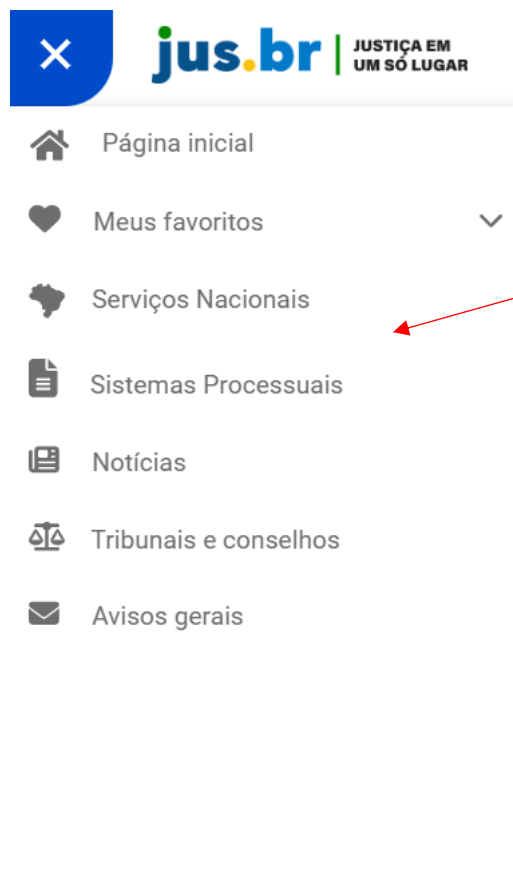 jus.br
JUSTIÇA EM
UM SÓ LUGAR
Página inicial
Meus favoritos
Serviços Nacionais
Sistemas Processuais
Notícias
Tribunais e conselhos
Avisos gerais